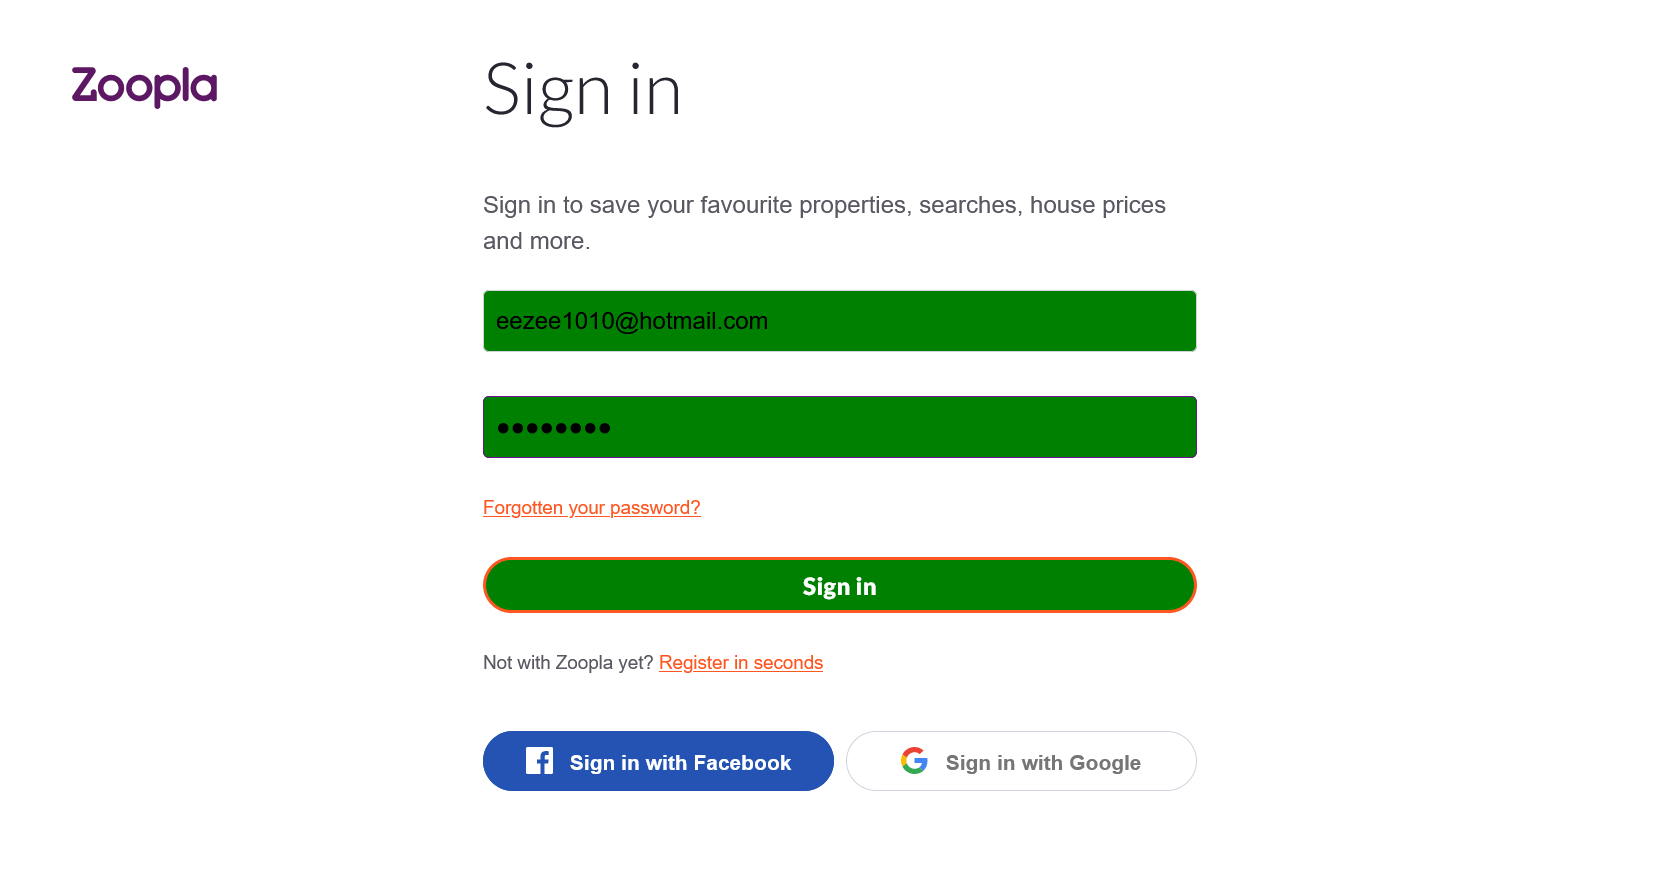 Zoopla
Sign in
Sign in to save your favourite properties, searches, house prices
and more.
eezee1010@hotmail.com
●●●●●●●●
Forgotten your password?
Sign in
Not with Zoopla yet? Register in seconds
Sign in with Facebook
Sign in with Google